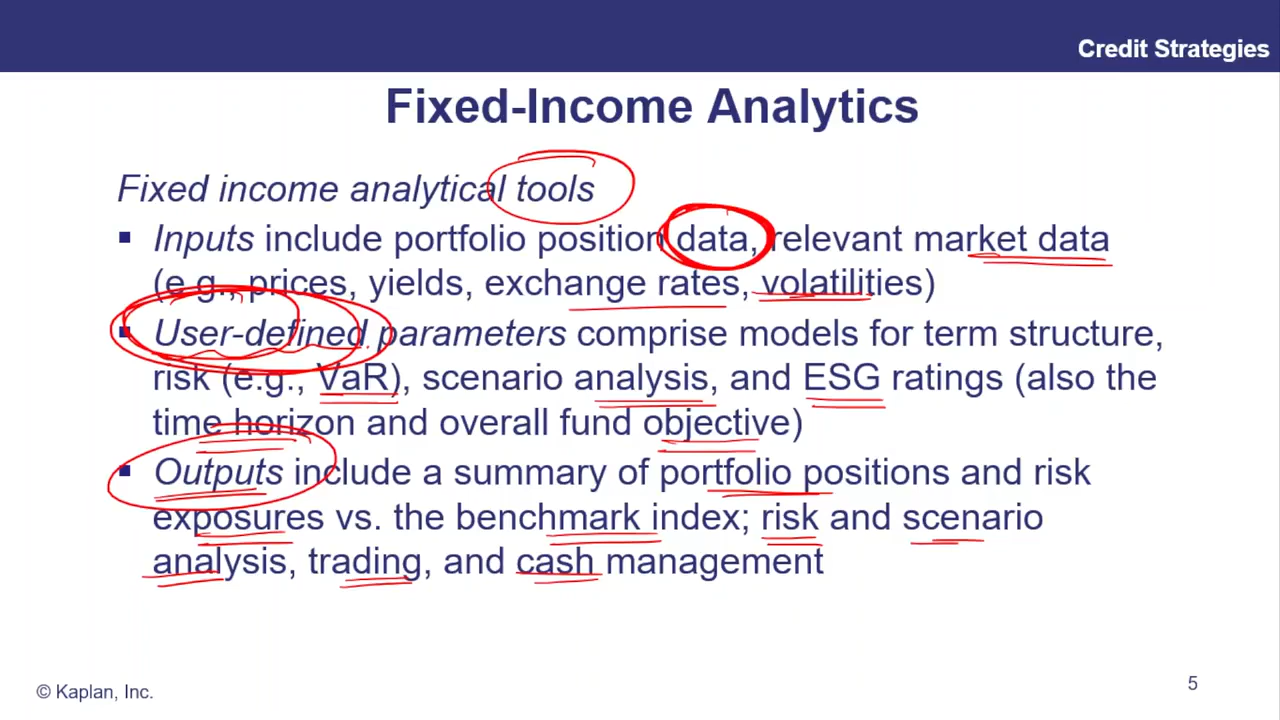 Credit Strategies
Fixed-Income Analytics
Fixed income analytical tools
▪ Inputs include portfolio position data, relevant market data
(e.g., prices, yields, exchange rates, volatilities)
▪ User-defined parameters comprise models for term structure,
risk (e.g., VaR), scenario analysis, and ESG ratings (also the
time horizon and overall fund objective)
▪ Outputs include a summary of portfolio positions and risk
exposures vs. the benchmark index; risk and scenario
analysis, trading, and cash management
© Kaplan, Inc.
5